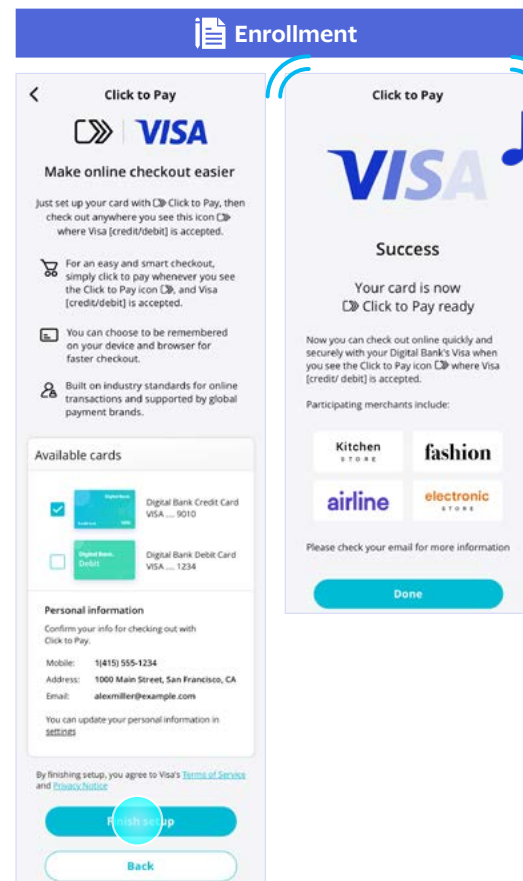 Enrollment
Click to Pay
VISA
Make online checkout easier
Just set up your card with Click to Pay, then
check out anywhere you see this icon
where Visa [credit/debit] is accepted.
For an easy and smart checkout,
simply click to pay whenever you see
the Click to Pay icon , and Visa
[credit/debit] is accepted.
You can choose to be remembered
on your device and browser for
faster checkout.
Built on industry standards for online
transactions and supported by global
payment brands.
Available cards
Digital Bank
Credit Card
VISA
Digital Bank Credit Card
VISA .... 9010
Digital Bank.
Debit
Digital Bank Debit Card
VISA .... 1234
Personal information
Confirm your info for checking out with
Click to Pay.
Mobile: 1(415) 555-1234
Address: 1000 Main Street, San Francisco, CA
Email: alexmiller@example.com
You can update your personal information in
settings
By finishing setup, you agree to Visa's Terms of Service
and Privacy Notice
Finish setup
Back
Click to Pay
VISA
Success
Your card is now
Click to Pay ready
Now you can check out online quickly and
securely with your Digital Bank's Visa when
you see the Click to Pay icon where Visa
[credit/ debit] is accepted.
Participating merchants include:
Kitchen
STORE
fashion
airline
electronic
STORE
Please check your email for more information
Done